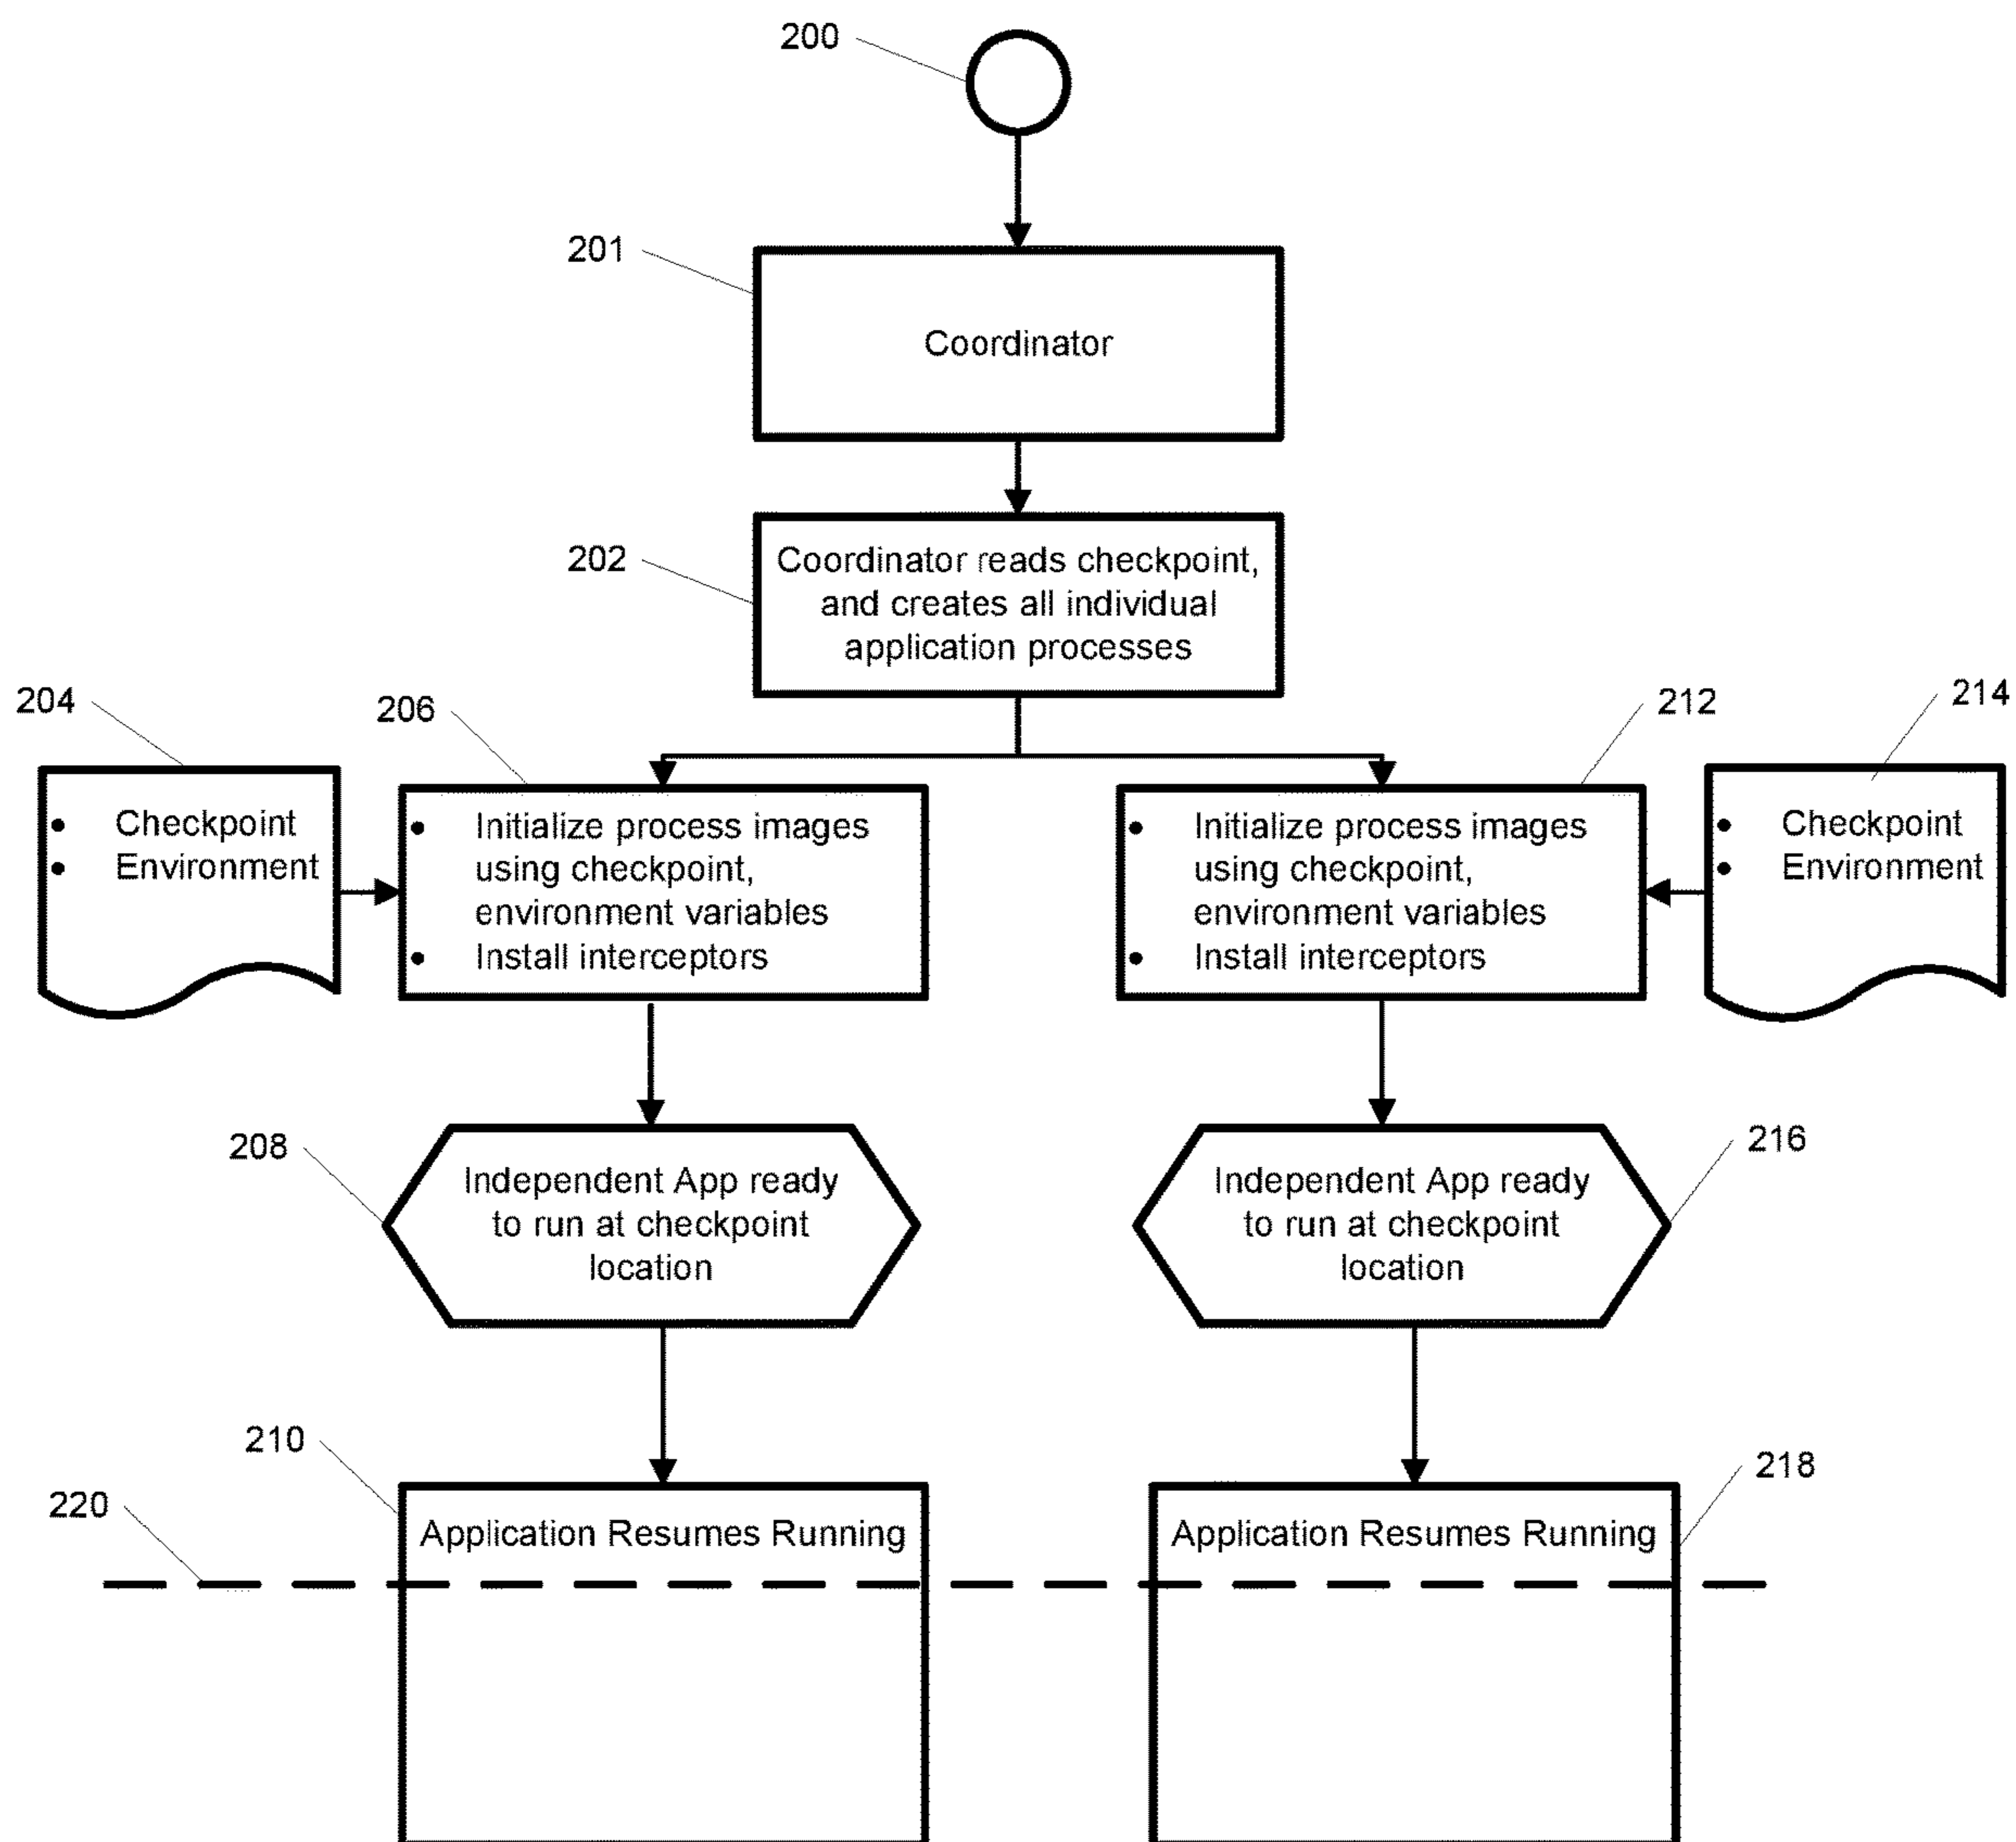 200
201
Coordinator
202
Coordinator reads checkpoint,
and creates all individual
application processes
204
206
212
214
• Checkpoint
• Environment
• Initialize process images
using checkpoint,
environment variables
• Install interceptors
• Initialize process images
using checkpoint,
environment variables
• Install interceptors
• Checkpoint
• Environment
208
Independent App ready
to run at checkpoint
location
Independent App ready
to run at checkpoint
location
216
210
218
220
Application Resumes Running
Application Resumes Running